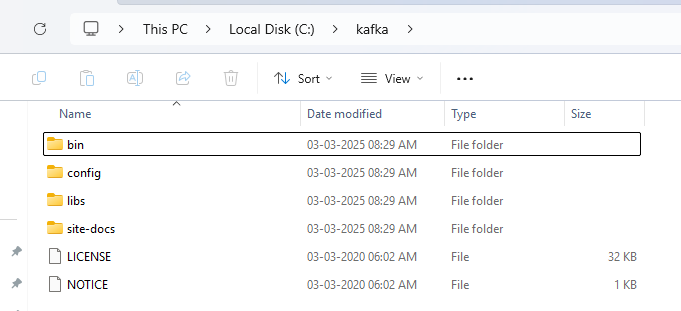 This PC > Local Disk (C:) > kafka >
Sort View ...
Name Date modified Type Size
bin 03-03-2025 08:29 AM File folder
config 03-03-2025 08:29 AM File folder
libs 03-03-2025 08:29 AM File folder
site-docs 03-03-2025 08:29 AM File folder
LICENSE 03-03-2020 06:02 AM File 32 KB
NOTICE 03-03-2020 06:02 AM File 1 KB